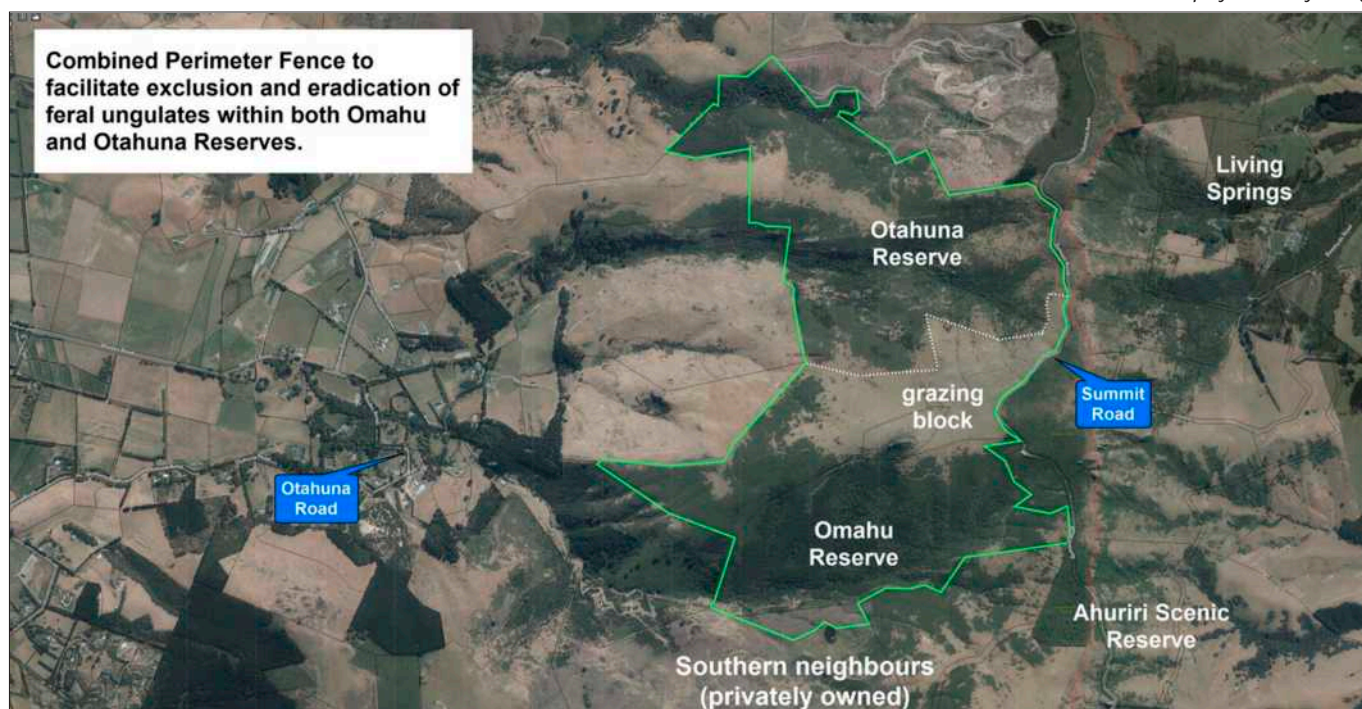 Combined Perimeter Fence to
facilitate exclusion and eradication of
feral ungulates within both Omahu
and Otahuna Reserves.
Living
Springs
Otahuna
Reserve
grazing
block
Summit
Road
Otahuna
Road
Omahu
Reserve
Ahuriri Scenic
Reserve
Southern neighbours
(privately owned)